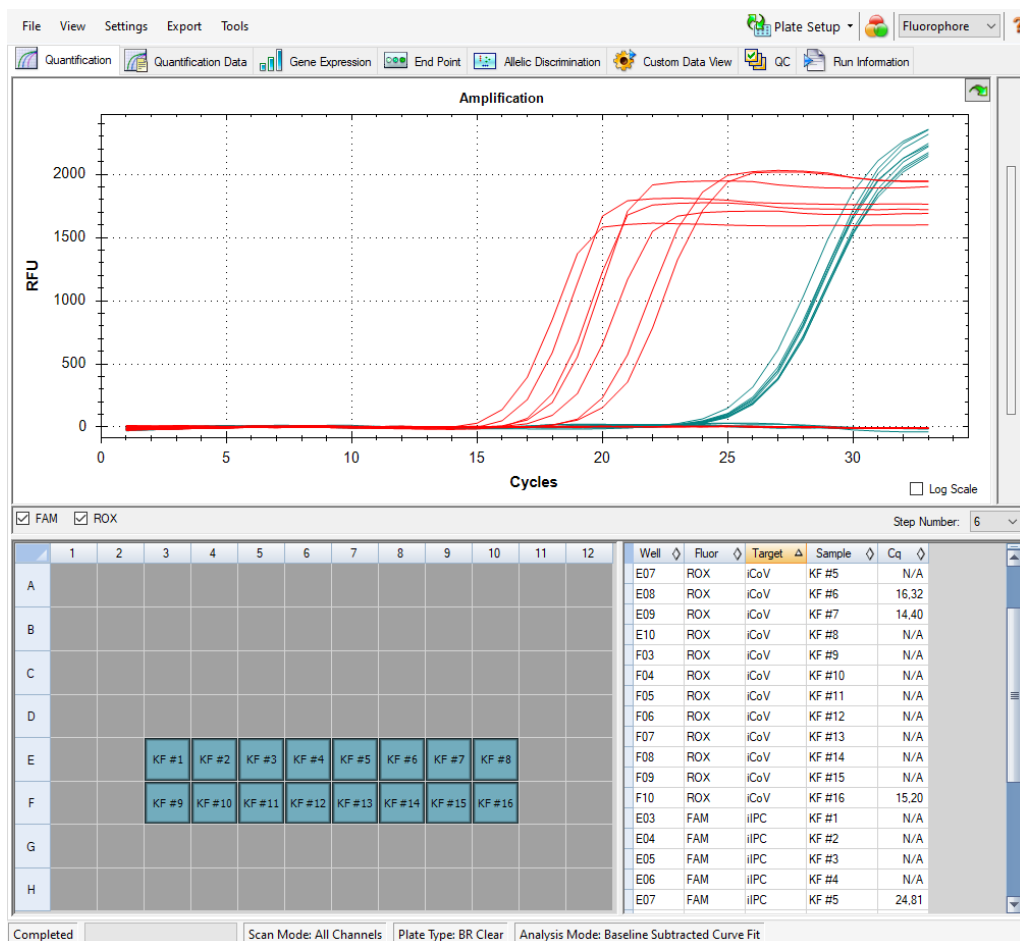 File View Settings Export Tools Plate Setup Fluorophore ?
Quantification Quantification Data Gene Expression End Point Allelic Discrimination Custom Data View QC Run Information
Amplification
RFU
2000
1500
1000
500
0
0 5 10 15 20 25 30
Cycles
Log Scale
FAM ROX Step Number: 6
1 2 3 4 5 6 7 8 9 10 11 12
A
B
C
D
E KF #1 KF #2 KF #3 KF #4 KF #5 KF #6 KF #7 KF #8
F KF #9 KF #10 KF #11 KF #12 KF #13 KF #14 KF #15 KF #16
G
H
Well Fluor Target Sample Cq
E07 ROX iCoV KF #5 N/A
E08 ROX iCoV KF #6 16,32
E09 ROX iCoV KF #7 14,40
E10 ROX iCoV KF #8 N/A
F03 ROX iCoV KF #9 N/A
F04 ROX iCoV KF #10 N/A
F05 ROX iCoV KF #11 N/A
F06 ROX iCoV KF #12 N/A
F07 ROX iCoV KF #13 N/A
F08 ROX iCoV KF #14 N/A
F09 ROX iCoV KF #15 N/A
F10 ROX iCoV KF #16 15,20
E03 FAM iIPC KF #1 N/A
E04 FAM iIPC KF #2 N/A
E05 FAM iIPC KF #3 N/A
E06 FAM iIPC KF #4 N/A
E07 FAM iIPC KF #5 24,81
Completed Scan Mode: All Channels Plate Type: BR Clear Analysis Mode: Baseline Subtracted Curve Fit